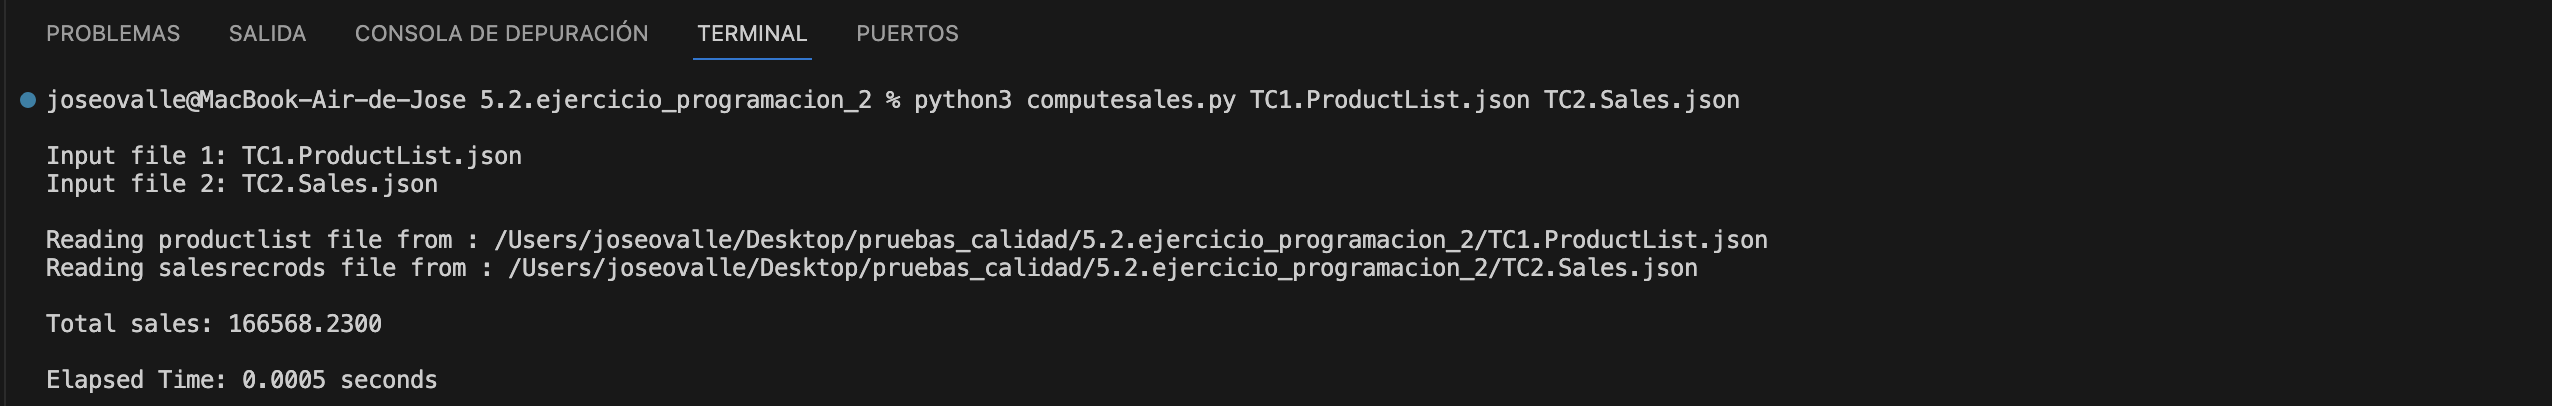 PROBLEMAS SALIDA CONSOLA DE DEPURACIÓN TERMINAL PUERTOS
joseovalle@MacBook-Air-de-Jose 5.2.ejercicio_programacion_2 % python3 computesales.py TC1.ProductList.json TC2.Sales.json
Input file 1: TC1.ProductList.json
Input file 2: TC2.Sales.json
Reading productlist file from : /Users/joseovalle/Desktop/pruebas_calidad/5.2.ejercicio_programacion_2/TC1.ProductList.json
Reading salesrecrods file from : /Users/joseovalle/Desktop/pruebas_calidad/5.2.ejercicio_programacion_2/TC2.Sales.json
Total sales: 166568.2300
Elapsed Time: 0.0005 seconds